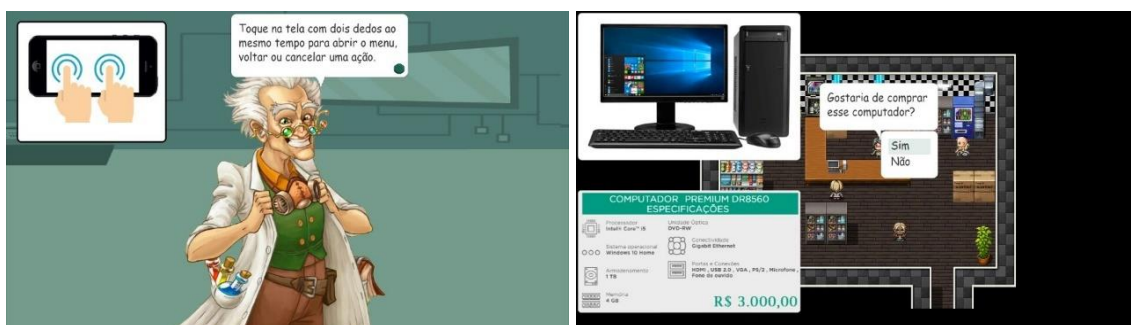 Toque na tela com dois dedos ao
mesmo tempo para abrir o menu,
voltar ou cancelar uma ação.
Gostaria de comprar
esse computador?
Sim
Não
COMPUTADOR PREMIUM DR8560
ESPECIFICAÇÕES
Processador
Intel® Core™ i5
Sistema operacional
Windows 10 Home
Armazenamento
1 TB
Memória
4 GB
Unidade Óptica
DVD-RW
Conectividade
Gigabit Ethernet
Portas e Conexões
HDMI , USB 2.0 , VGA , PS/2 , Microfone ,
Fone de ouvido
R$ 3.000,00